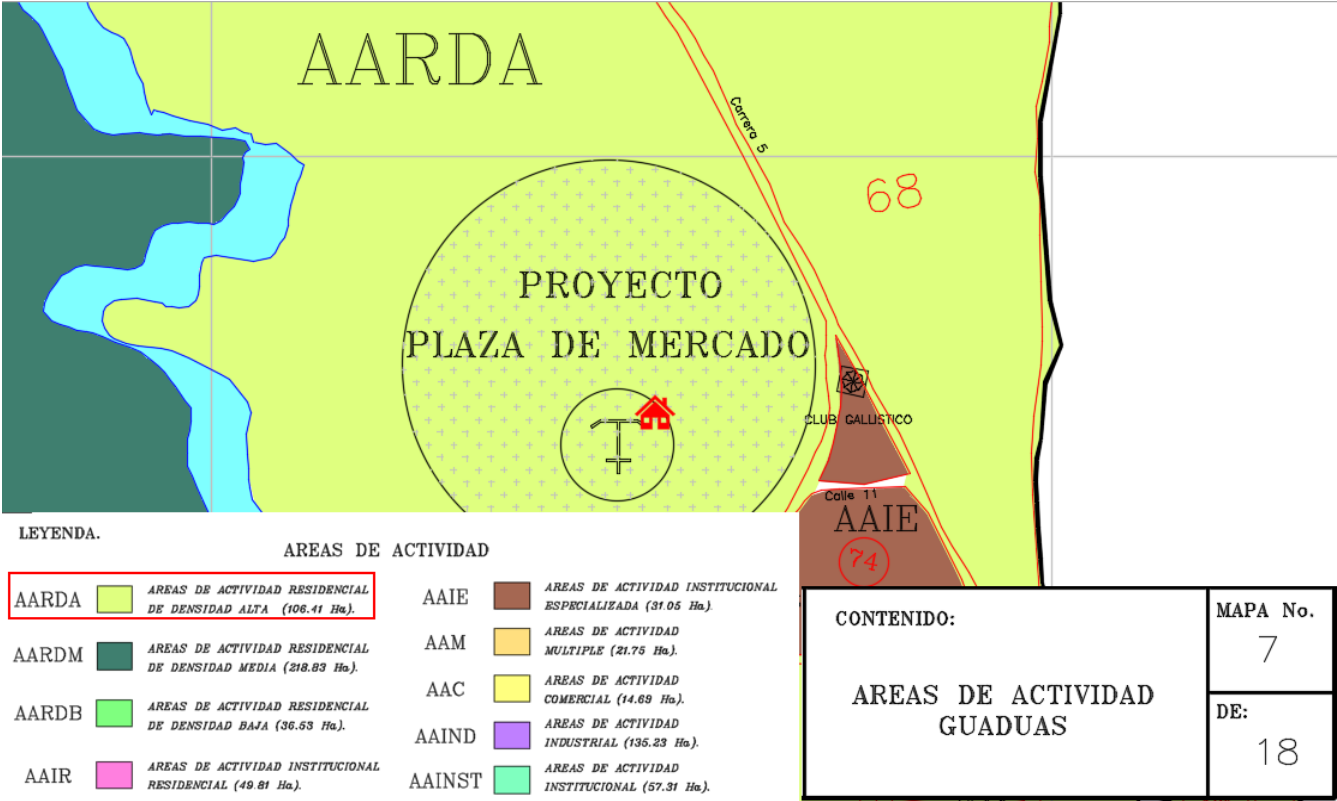 AARDA
Carrera 5
68
PROYECTO
PLAZA DE MERCADO
CLUB GALLISTICO
Calle 11
AAIE
74
LEYENDA.
AREAS DE ACTIVIDAD
AARDA
AREAS DE ACTIVIDAD RESIDENCIAL
DE DENSIDAD ALTA (106.41 Ha).
AARDM
AREAS DE ACTIVIDAD RESIDENCIAL
DE DENSIDAD MEDIA (218.83 Ha).
AARDB
AREAS DE ACTIVIDAD RESIDENCIAL
DE DENSIDAD BAJA (36.53 Ha).
AAIR
AREAS DE ACTIVIDAD INSTITUCIONAL
RESIDENCIAL (49.81 Ha).
AAIE
AREAS DE ACTIVIDAD INSTITUCIONAL
ESPECIALIZADA (31.05 Ha).
AAM
AREAS DE ACTIVIDAD
MULTIPLE (21.75 Ha).
AAC
AREAS DE ACTIVIDAD
COMERCIAL (14.69 Ha).
AAIND
AREAS DE ACTIVIDAD
INDUSTRIAL (135.23 Ha).
AAINST
AREAS DE ACTIVIDAD
INSTITUCIONAL (57.31 Ha).
CONTENIDO:
AREAS DE ACTIVIDAD
GUADUAS
MAPA No.
7
DE:
18